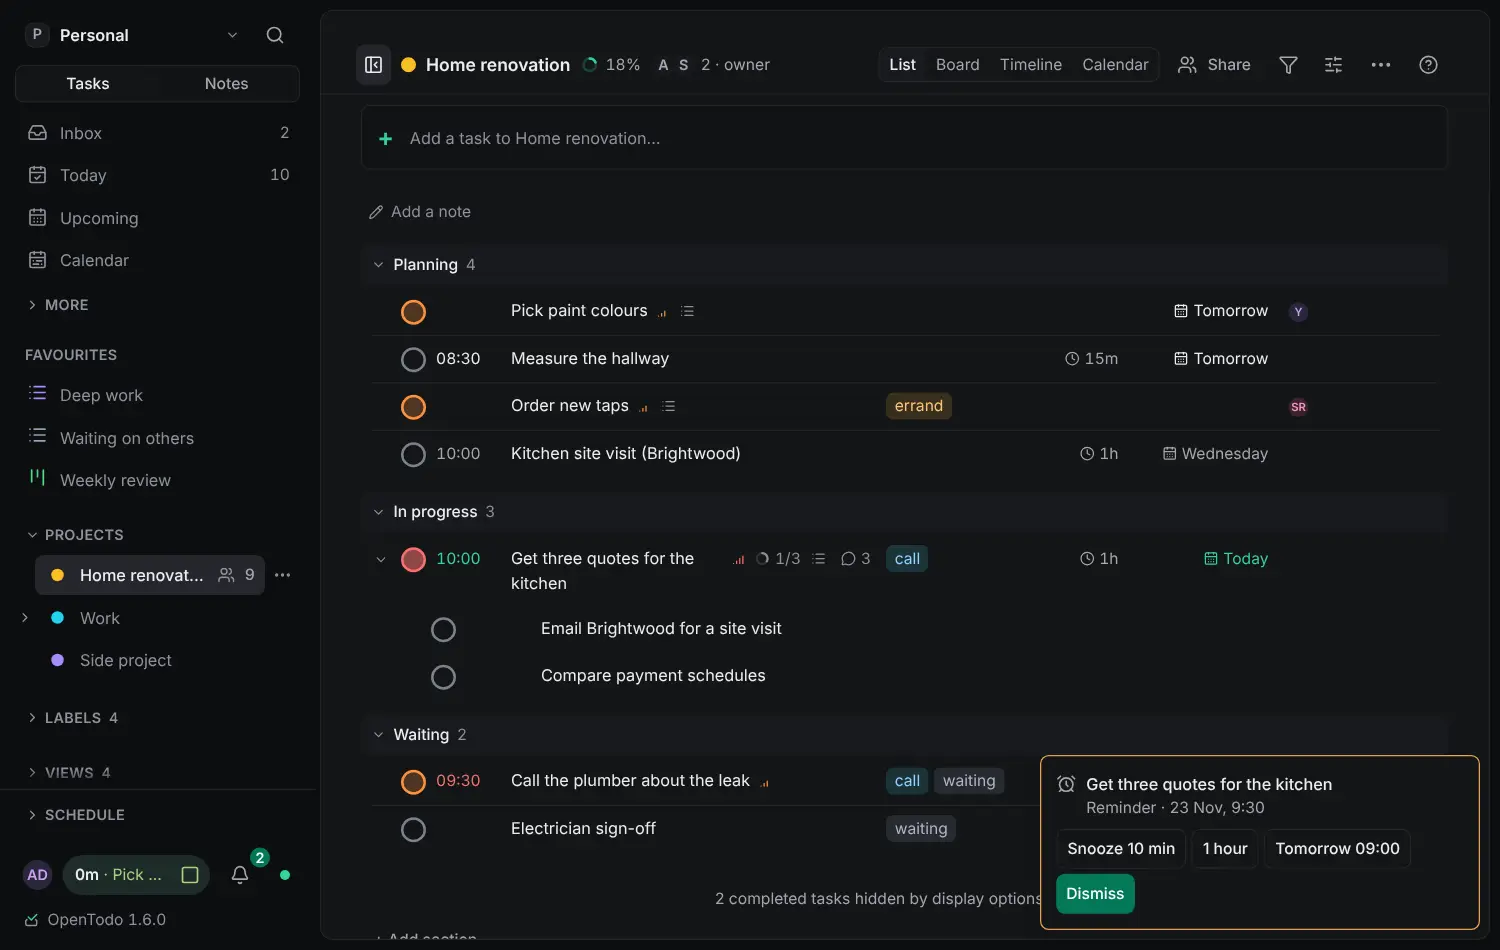 P Personal
Tasks Notes
Inbox 2
Today 10
Upcoming
Calendar
MORE
FAVOURITES
Deep work
Waiting on others
Weekly review
PROJECTS
Home renovat... 9
Work
Side project
LABELS 4
VIEWS 4
SCHEDULE
AD 0m · Pick ... 2
OpenTodo 1.6.0
Home renovation 18% A S 2 · owner List Board Timeline Calendar Share
Add a task to Home renovation...
Add a note
Planning 4
Pick paint colours Tomorrow Y
08:30 Measure the hallway 15m Tomorrow
Order new taps errand SR
10:00 Kitchen site visit (Brightwood) 1h Wednesday
In progress 3
10:00 Get three quotes for the 1/3 3 call 1h Today
kitchen
Email Brightwood for a site visit
Compare payment schedules
Waiting 2
09:30 Call the plumber about the leak call waiting
Electrician sign-off waiting
2 completed tasks hidden by display options
Add section
Get three quotes for the kitchen
Reminder · 23 Nov, 9:30
Snooze 10 min 1 hour Tomorrow 09:00
Dismiss